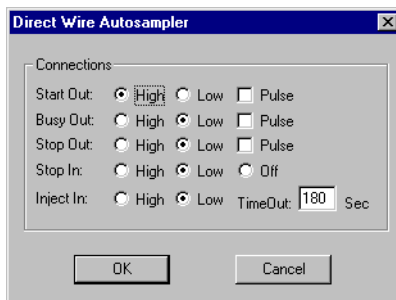 Direct Wire Autosampler
Connections
Start Out: High Low Pulse
Busy Out: High Low Pulse
Stop Out: High Low Pulse
Stop In: High Low Off
Inject In: High Low TimeOut: 180 Sec
OK Cancel